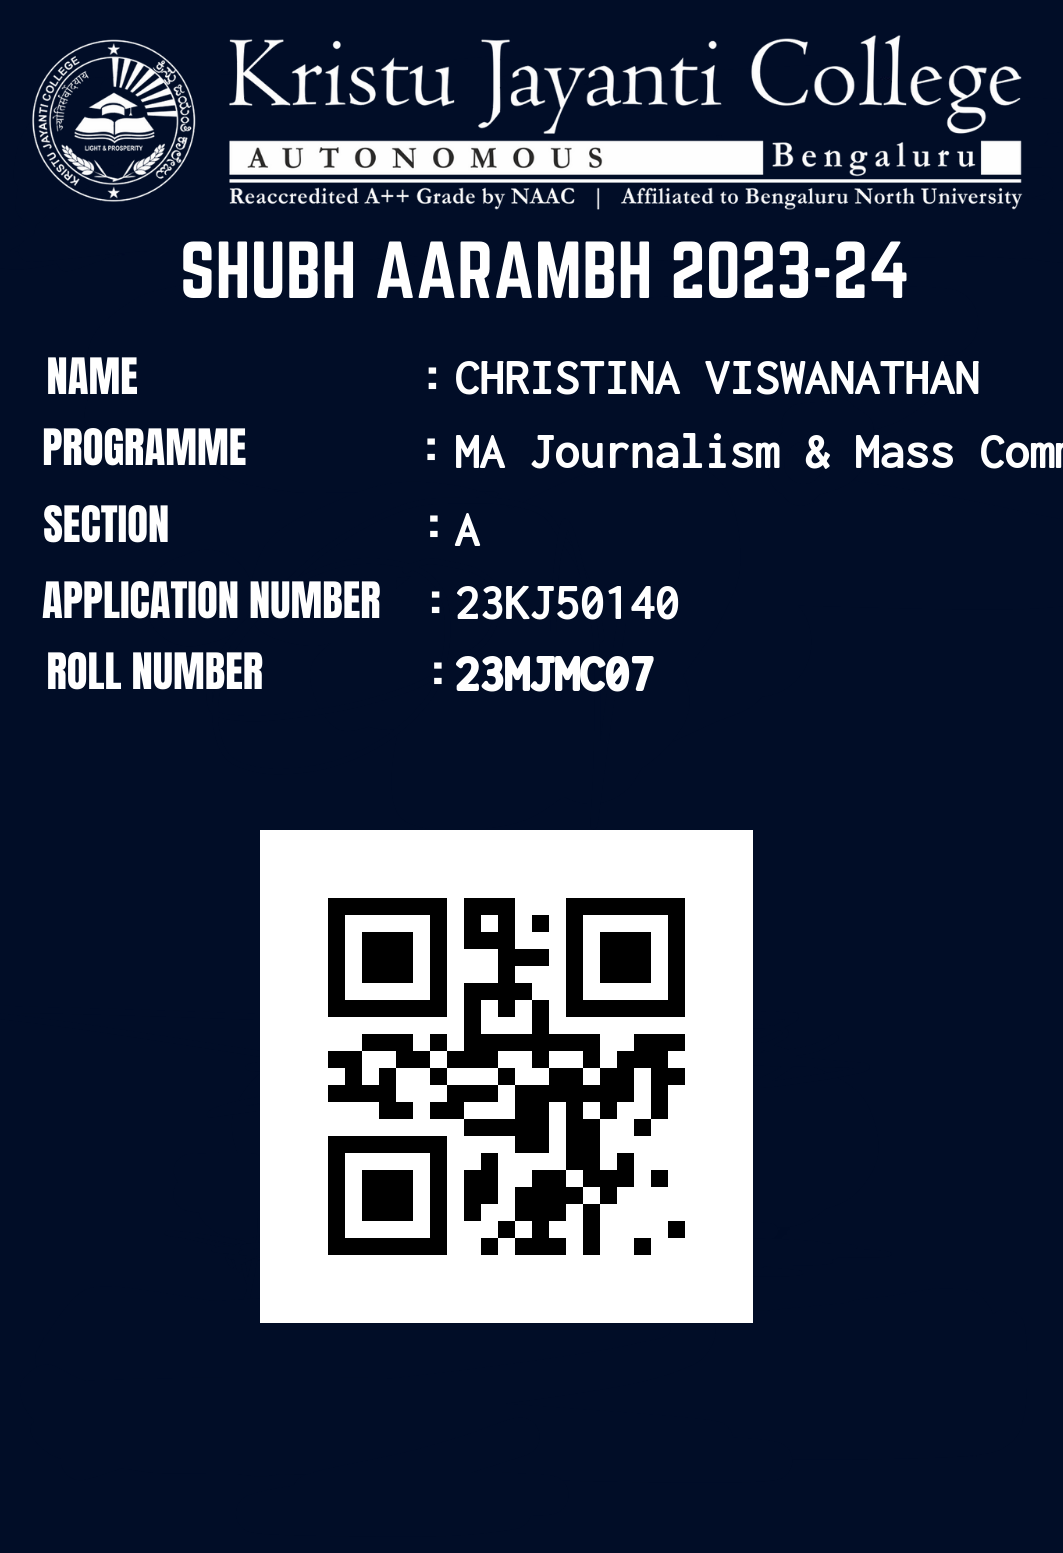 Kristu Jayanti College
AUTONOMOUS Bengaluru
Reaccredited A++ Grade by NAAC | Affiliated to Bengaluru North University
KRISTU JAYANTI COLLEGE
LIGHT & PROSPERITY
SHUBH AARAMBH 2023-24
NAME : CHRISTINA VISWANATHAN
PROGRAMME : MA Journalism & Mass Comm
SECTION : A
APPLICATION NUMBER : 23KJ50140
ROLL NUMBER : 23MJMC07